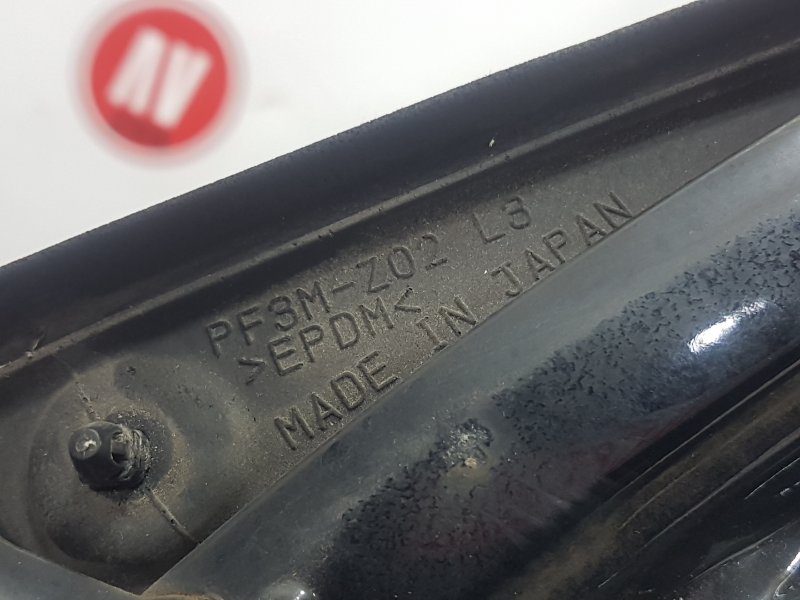 AV
PF3M-Z02 L3
>EPDM<
MADE IN JAPAN